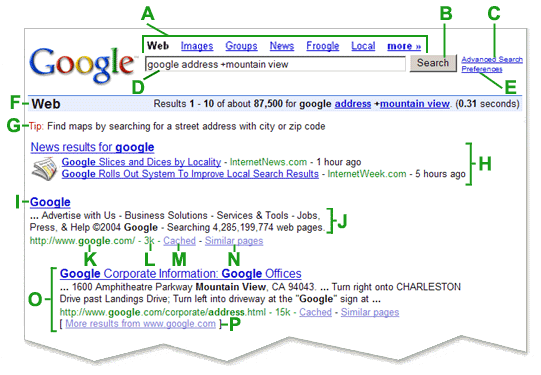 A B C
Web Images Groups News Froogle Local more »
Google™
google address +mountain view Search Advanced Search
Preferences
D E
F Web Results 1 - 10 of about 87,500 for google address +mountain view. (0.31 seconds)
G Tip: Find maps by searching for a street address with city or zip code
News results for google
Google Slices and Dices by Locality - InternetNews.com - 1 hour ago
Google Rolls Out System To Improve Local Search Results - InternetWeek.com - 5 hours ago
H
I Google
... Advertise with Us - Business Solutions - Services & Tools - Jobs,
Press, & Help ©2004 Google - Searching 4,285,199,774 web pages.
J
http://www.google.com/ - 3k - Cached - Similar pages
K L M N
Google Corporate Information: Google Offices
... 1600 Amphitheatre Parkway Mountain View, CA 94043. ... Turn right onto CHARLESTON
O Drive past Landings Drive; Turn left into driveway at the "Google" sign at ...
http://www.google.com/corporate/address.html - 15k - Cached - Similar pages
[ More results from www.google.com ] P